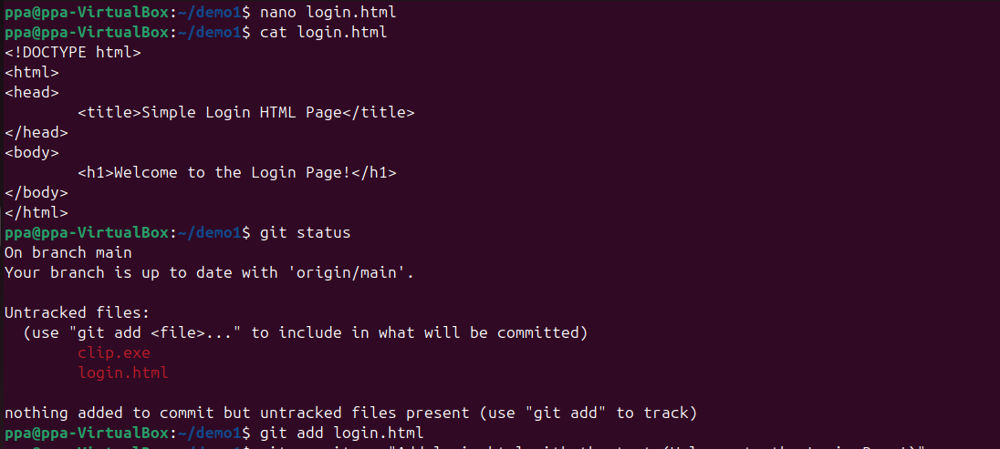 ppa@ppa-VirtualBox:~/demo1$ nano login.html
ppa@ppa-VirtualBox:~/demo1$ cat login.html
<!DOCTYPE html>
<html>
<head>
        <title>Simple Login HTML Page</title>
</head>
<body>
        <h1>Welcome to the Login Page!</h1>
</body>
</html>
ppa@ppa-VirtualBox:~/demo1$ git status
On branch main
Your branch is up to date with 'origin/main'.

Untracked files:
  (use "git add <file>..." to include in what will be committed)
        clip.exe
        login.html

nothing added to commit but untracked files present (use "git add" to track)
ppa@ppa-VirtualBox:~/demo1$ git add login.html